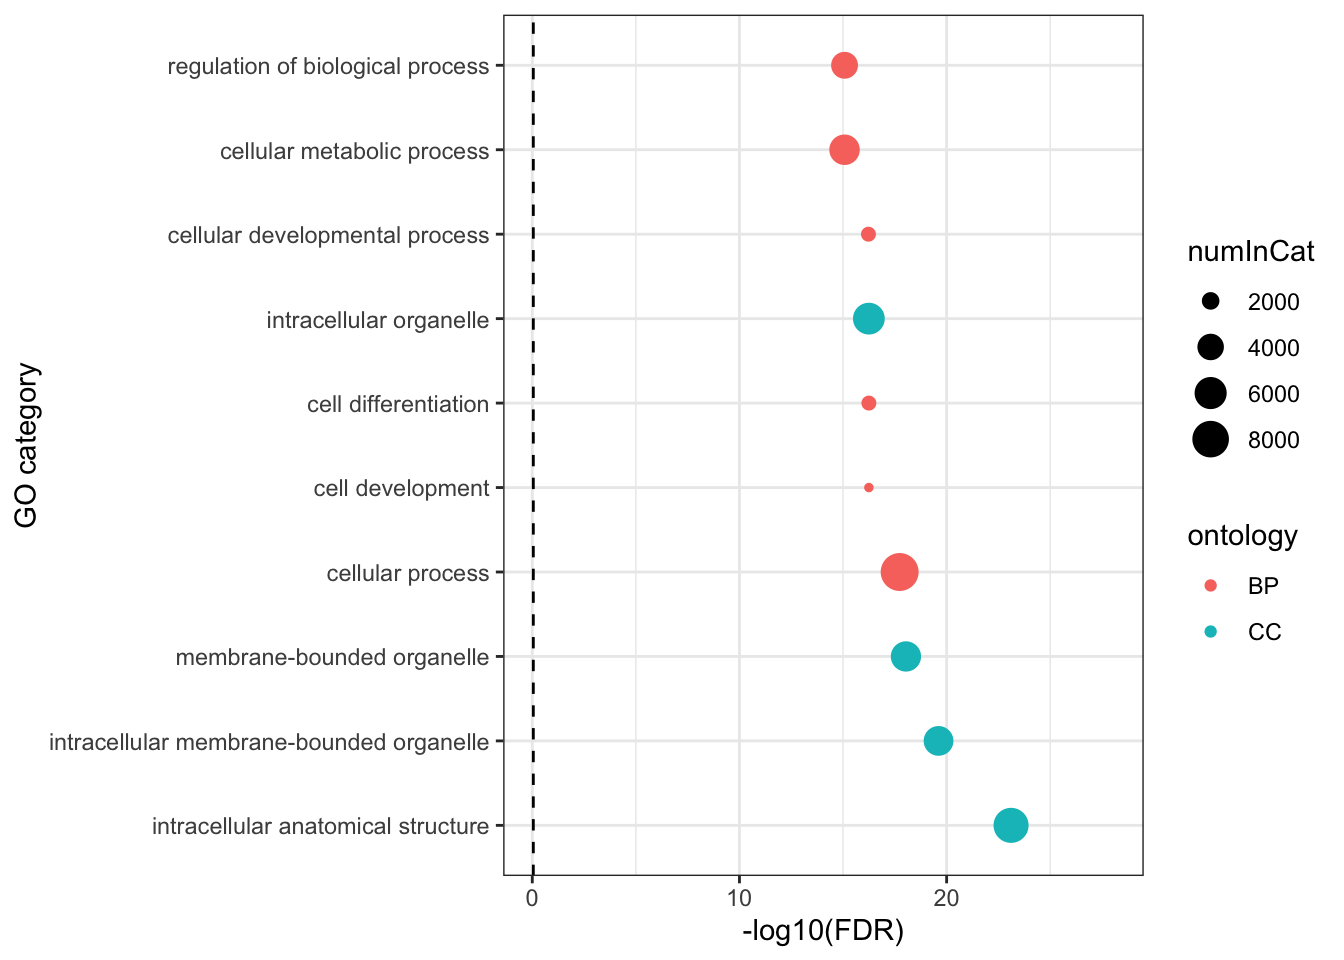 regulation of biological process
cellular metabolic process
cellular developmental process
intracellular organelle
cell differentiation
cell development
cellular process
membrane-bounded organelle
intracellular membrane-bounded organelle
intracellular anatomical structure
GO category
0 10 20
-log10(FDR)
numInCat
2000
4000
6000
8000
ontology
BP
CC